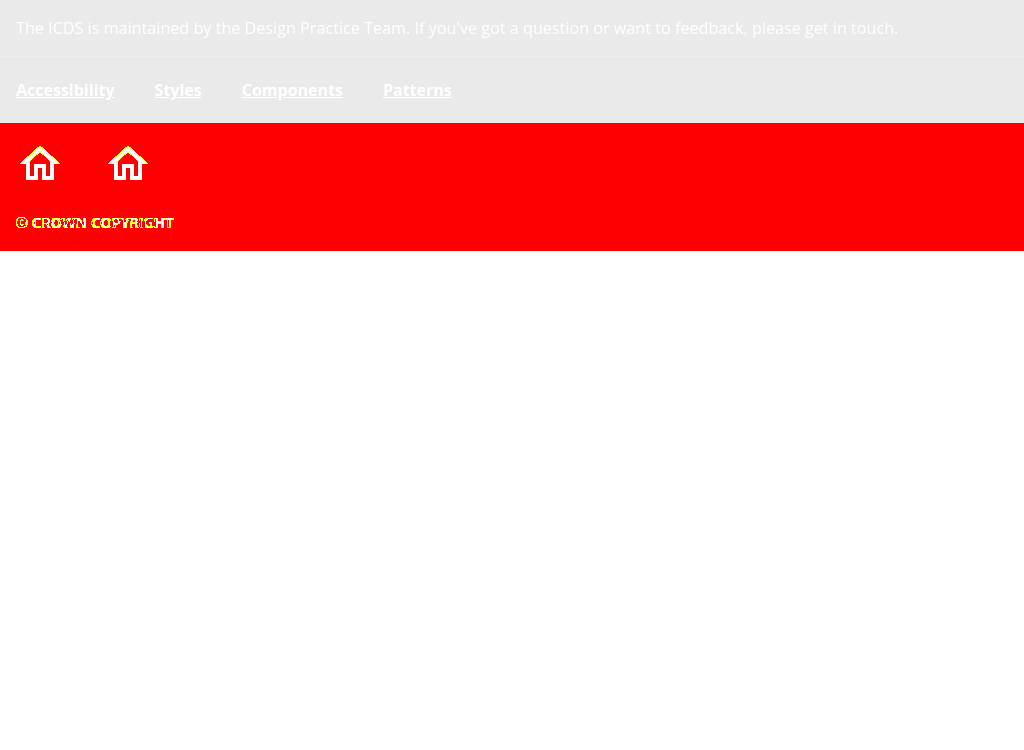 The ICDS is maintained by the Design Practice Team. If you've got a question or want to feedback, please get in touch.
Accessibility Styles Components Patterns
© CROWN COPYRIGHT